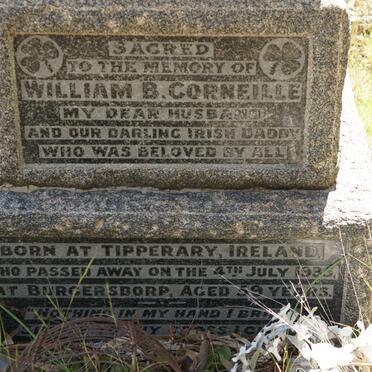 SACRED
TO THE MEMORY OF
WILLIAM B. CORNEILLE
MY DEAR HUSBAND
AND OUR DARLING IRISH DADDY
WHO WAS BELOVED BY ALL
BORN AT TIPPERARY, IRELAND
WHO PASSED AWAY ON THE 4TH JULY
AT BURGERSDORP, AGED 59
NOTHING IN MY HAND I